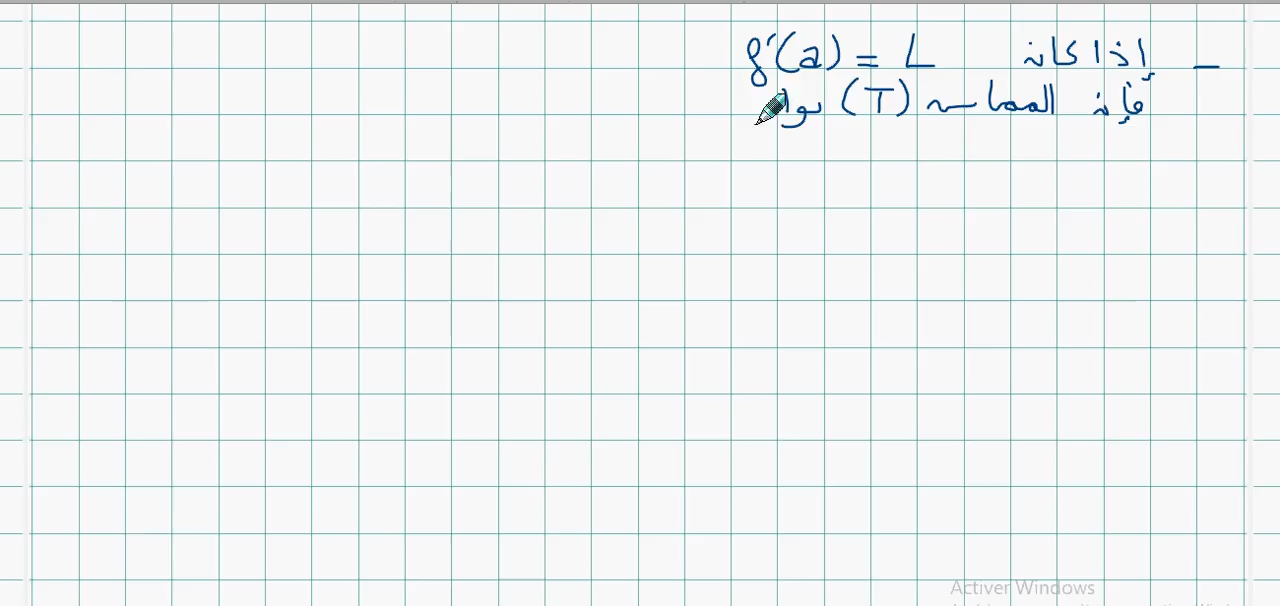 - إذا كانت f'(a) = L
فإن المماس (T) يوا
Activer Windows